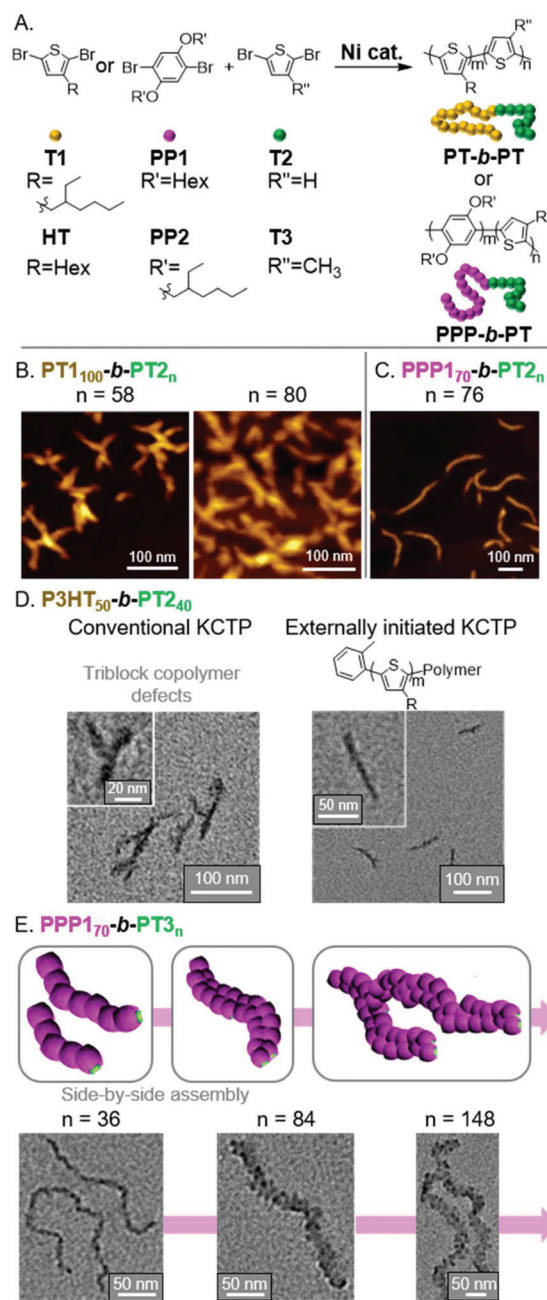 A.
Br S Br or Br OR' Br R'O + Br S Br Ni cat. S R'' S
R R'' R m n
T1 PP1 T2
R= R'=Hex R''=H
PT-b-PT
or
HT PP2 T3
R=Hex R'= R''=CH₃
OR' R'O m S R n
PPP-b-PT
B. PT1₁₀₀-b-PT2ₙ C. PPP1₇₀-b-PT2ₙ
n = 58 n = 80 n = 76
100 nm 100 nm 100 nm
D. P3HT₅₀-b-PT2₄₀
Conventional KCTP Externally initiated KCTP
Triblock copolymer
defects
S m Polymer
R
20 nm 50 nm
100 nm 100 nm
E. PPP1₇₀-b-PT3ₙ
Side-by-side assembly
n = 36 n = 84 n = 148
50 nm 50 nm 50 nm